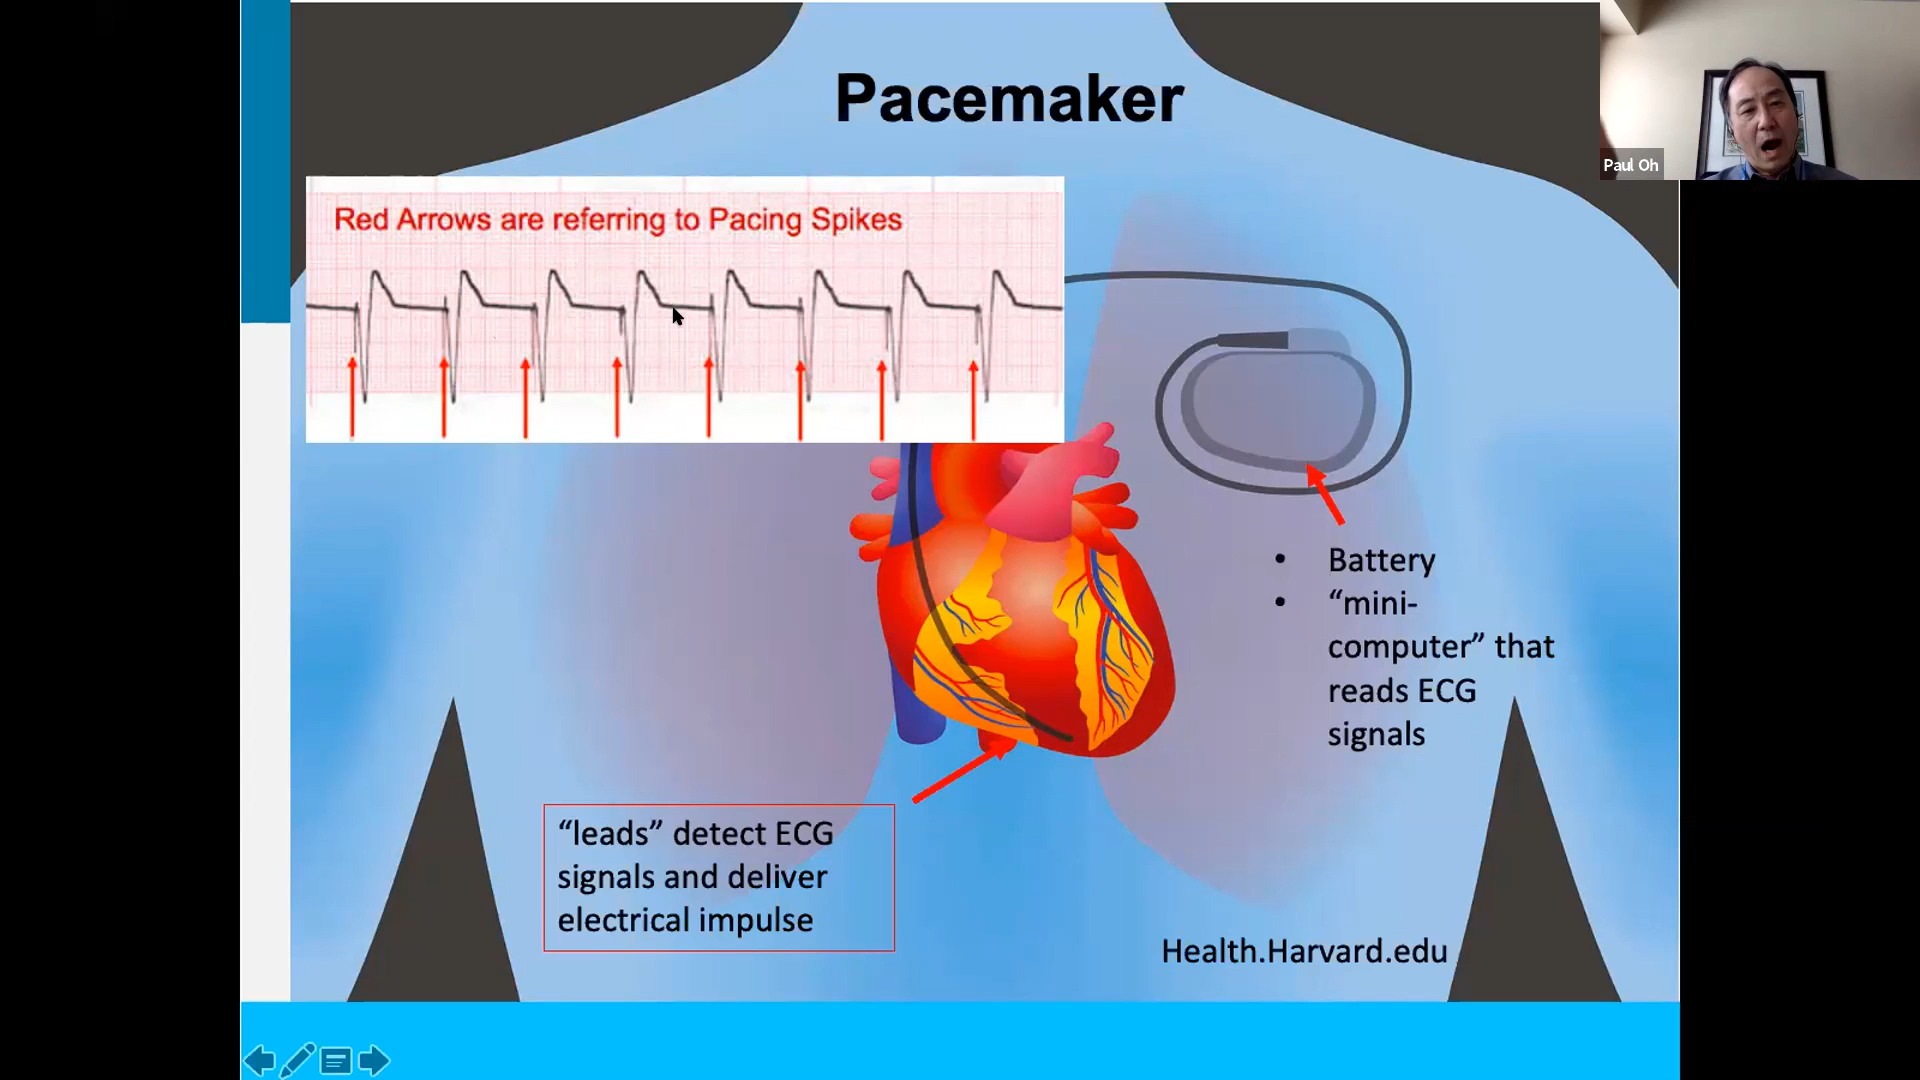 Pacemaker
Paul Oh
Red Arrows are referring to Pacing Spikes
• Battery
• “mini-
computer” that
reads ECG
signals
“leads” detect ECG
signals and deliver
electrical impulse
Health.Harvard.edu